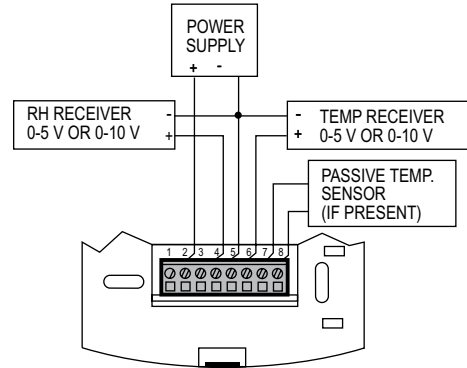 POWER
SUPPLY
+ -
RH RECEIVER -
0-5 V OR 0-10 V +
- TEMP RECEIVER
+ 0-5 V OR 0-10 V
PASSIVE TEMP.
SENSOR
(IF PRESENT)
1 2 3 4 5 6 7 8